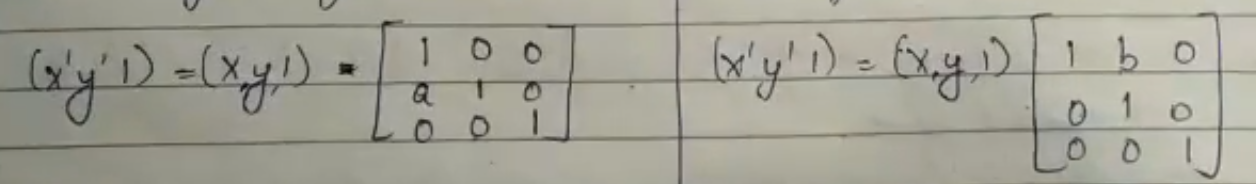 (x'y' 1) = (x,y,1) = [1 0 0
a 1 0
0 0 1]
(x'y' 1) = (x,y,1) [1 b 0
0 1 0
0 0 1]